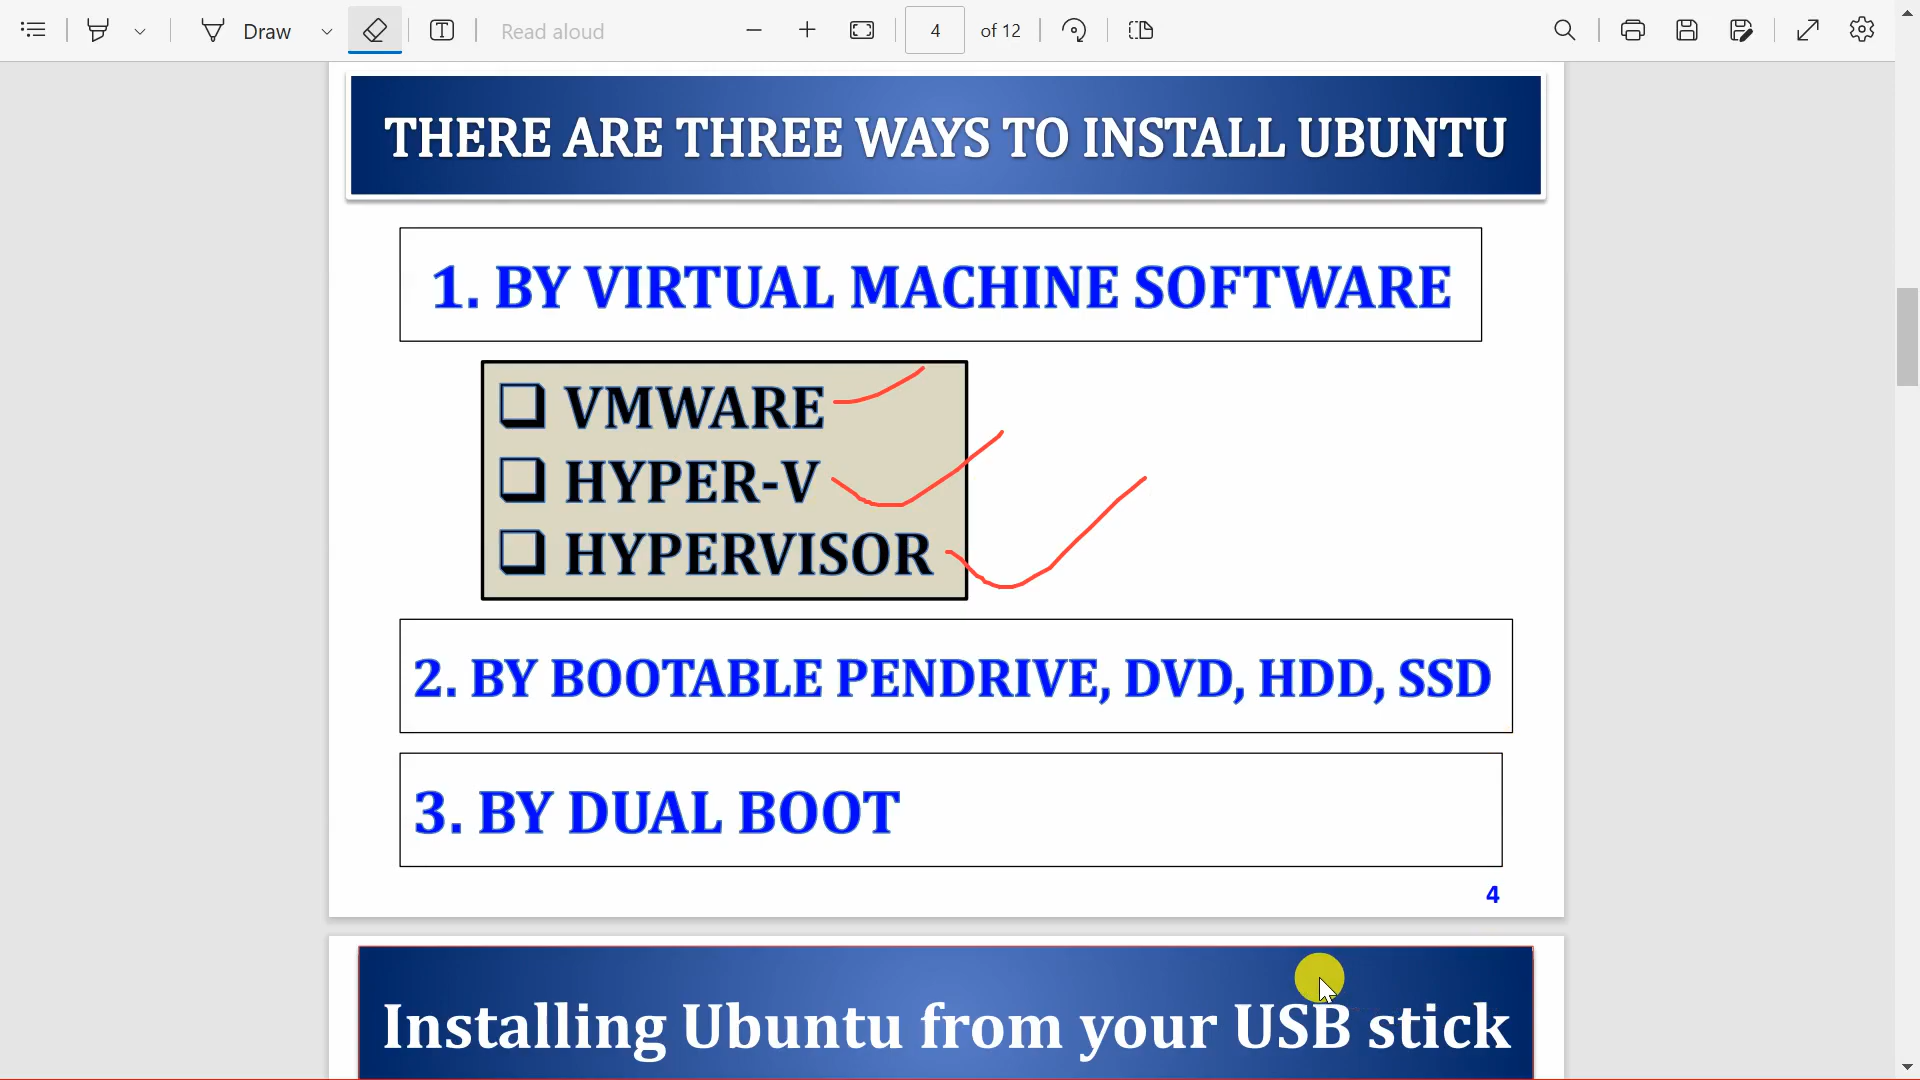 Draw
Read aloud
4
of 12
THERE ARE THREE WAYS TO INSTALL UBUNTU
1. BY VIRTUAL MACHINE SOFTWARE
VMWARE
HYPER-V
HYPERVISOR
2. BY BOOTABLE PENDRIVE, DVD, HDD, SSD
3. BY DUAL BOOT
4
Installing Ubuntu from your USB stick